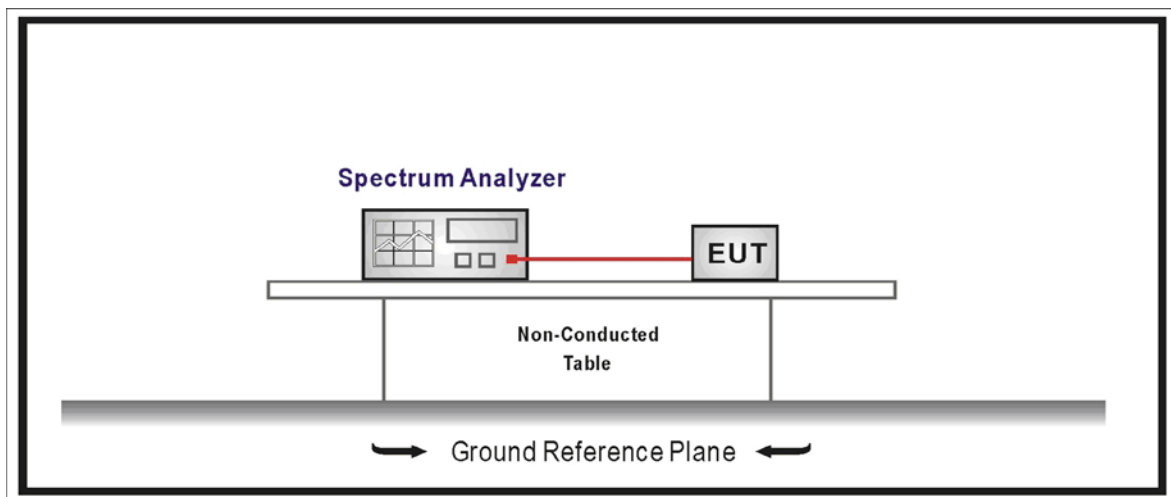 Spectrum Analyzer
EUT
Non-Conducted
Table
Ground Reference Plane